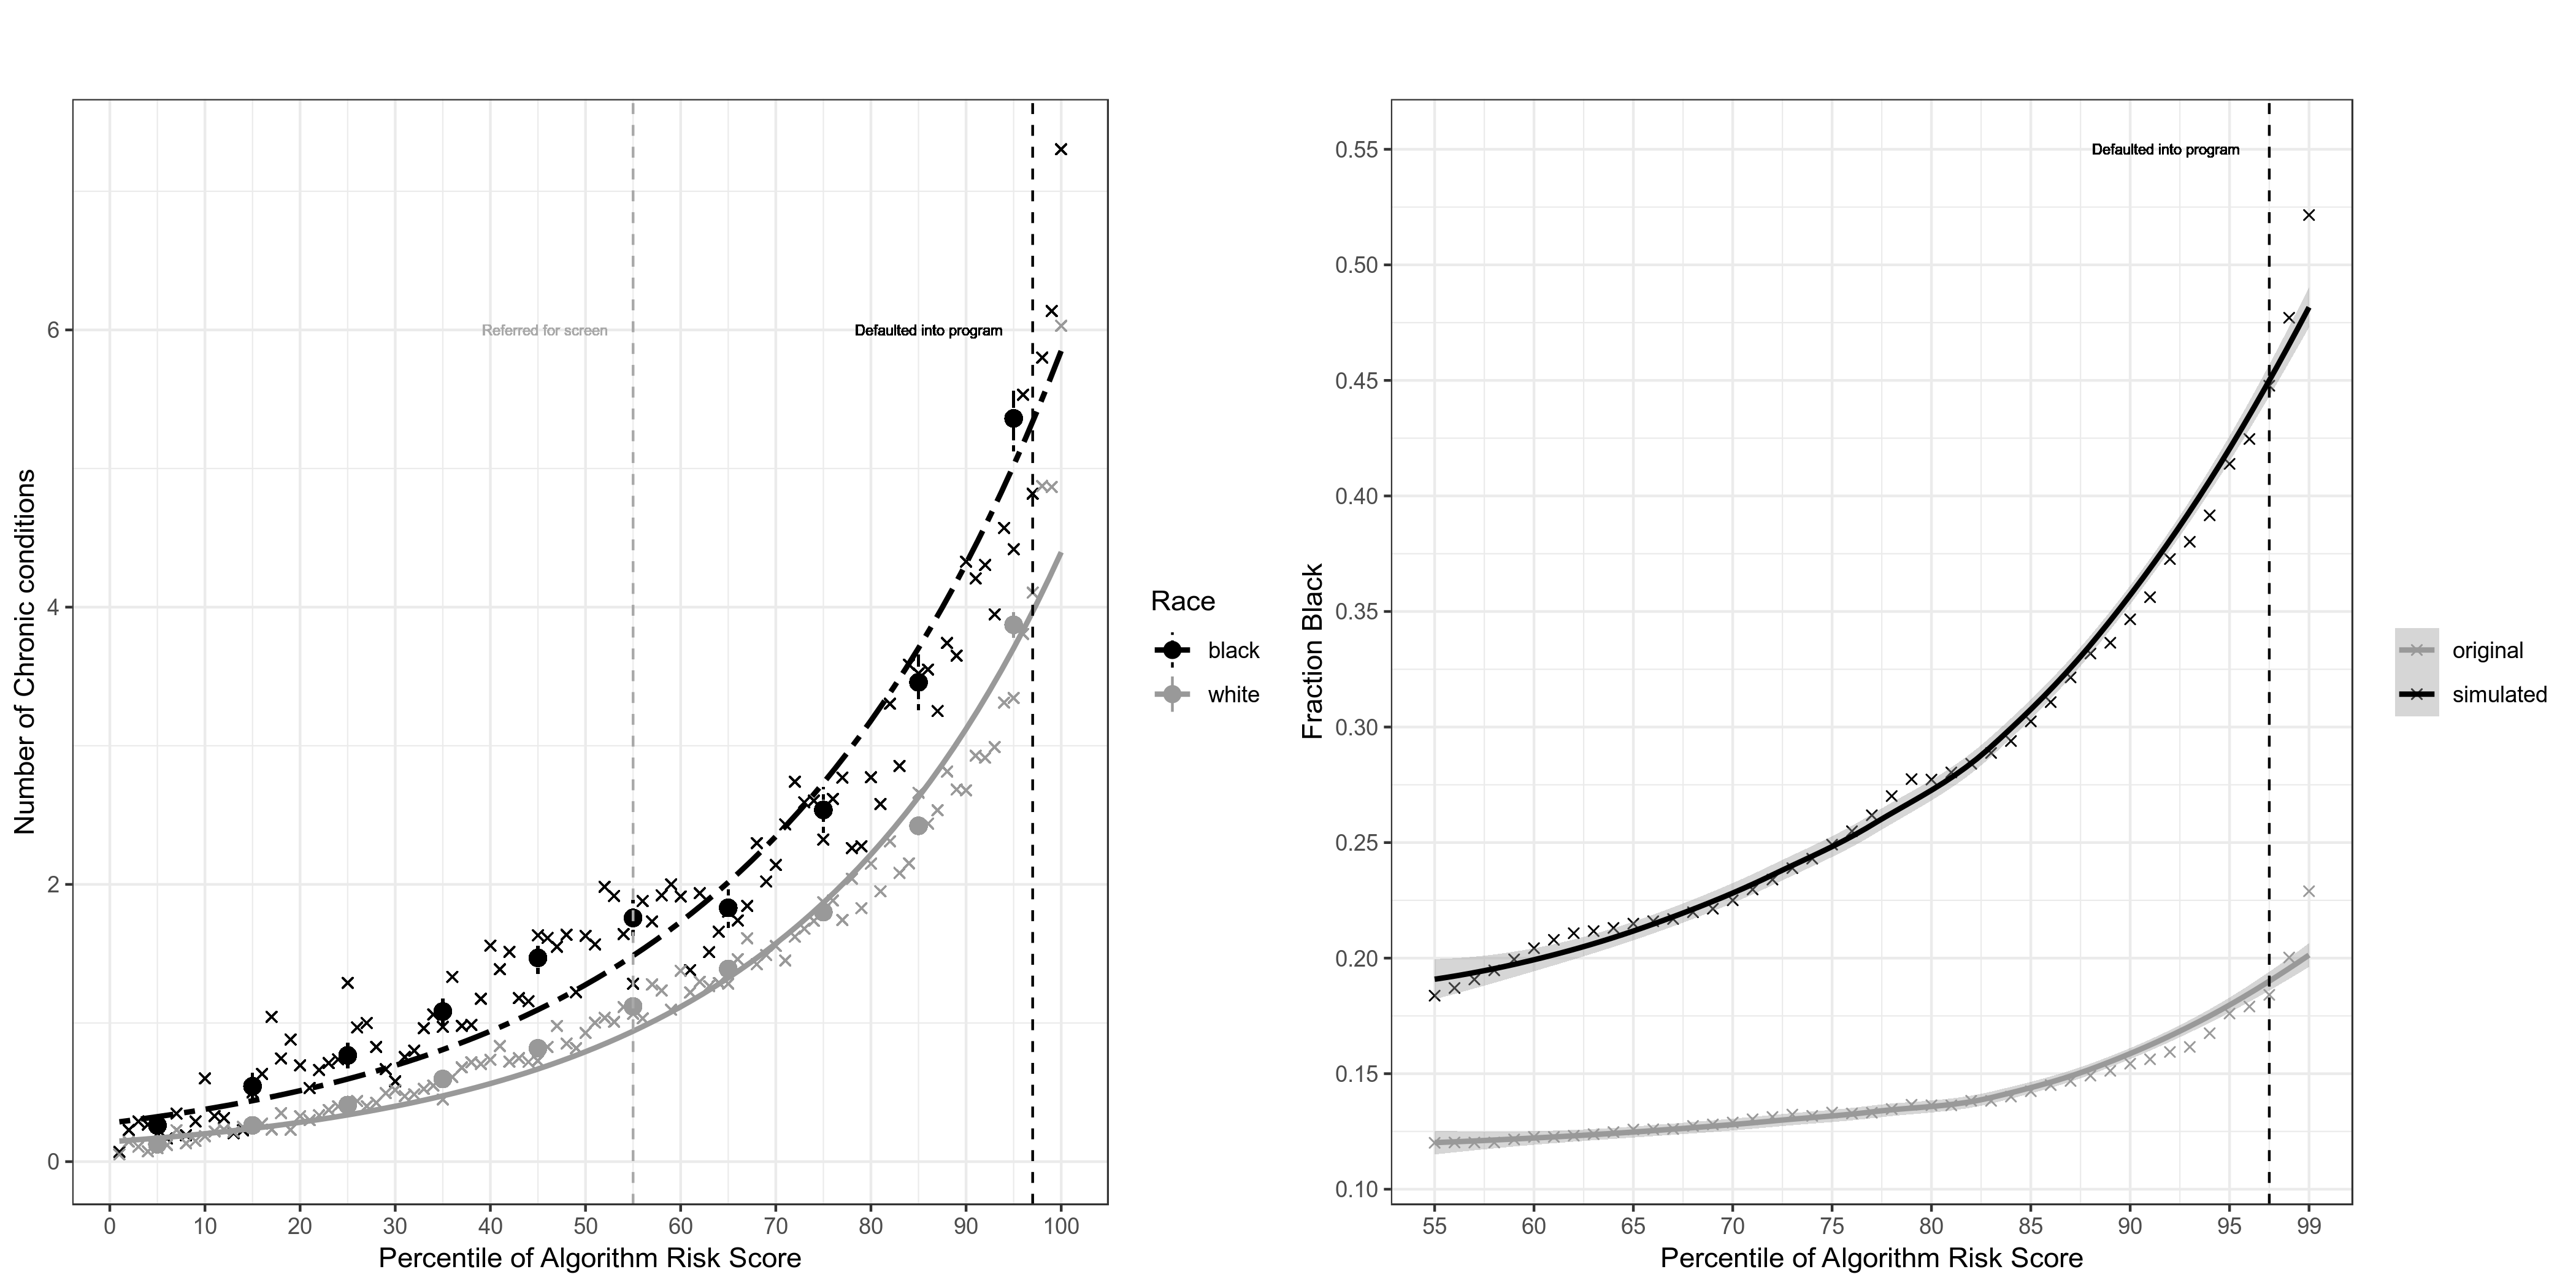 Number of Chronic conditions
6
4
2
0
Referred for screen
Defaulted into program
0 10 20 30 40 50 60 70 80 90 100
Percentile of Algorithm Risk Score
Race
black
white
Fraction Black
0.55
0.50
0.45
0.40
0.35
0.30
0.25
0.20
0.15
0.10
Defaulted into program
55 60 65 70 75 80 85 90 95 99
Percentile of Algorithm Risk Score
original
simulated